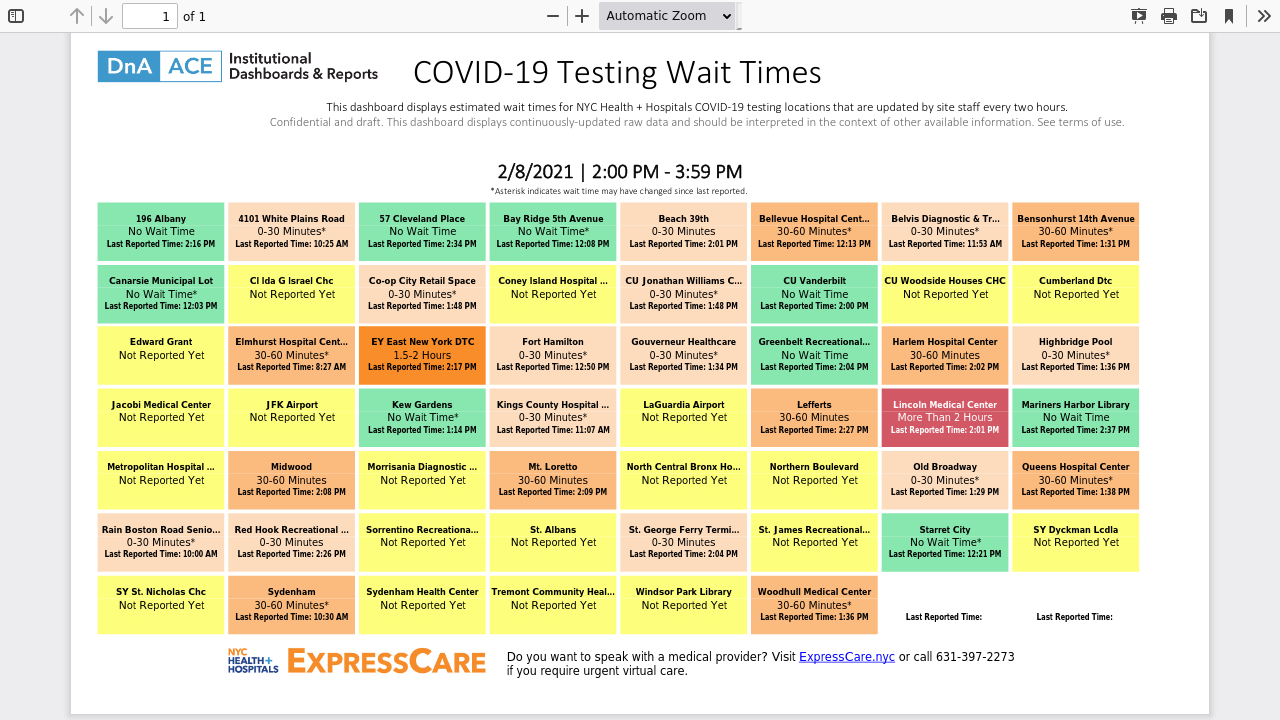 1 of 1 Automatic Zoom
DnA ACE Institutional
Dashboards & Reports
COVID-19 Testing Wait Times
This dashboard displays estimated wait times for NYC Health + Hospitals COVID-19 testing locations that are updated by site staff every two hours.
Confidential and draft. This dashboard displays continuously-updated raw data and should be interpreted in the context of other available information. See terms of use.
2/8/2021 | 2:00 PM - 3:59 PM
*Asterisk indicates wait time may have changed since last reported.
196 Albany
No Wait Time
Last Reported Time: 2:16 PM
4101 White Plains Road
0-30 Minutes*
Last Reported Time: 10:25 AM
57 Cleveland Place
No Wait Time
Last Reported Time: 2:34 PM
Bay Ridge 5th Avenue
No Wait Time*
Last Reported Time: 12:08 PM
Beach 39th
0-30 Minutes
Last Reported Time: 2:01 PM
Bellevue Hospital Cent...
30-60 Minutes*
Last Reported Time: 12:13 PM
Belvis Diagnostic & Tr...
0-30 Minutes*
Last Reported Time: 11:53 AM
Bensonhurst 14th Avenue
30-60 Minutes*
Last Reported Time: 1:31 PM
Canarsie Municipal Lot
No Wait Time*
Last Reported Time: 12:03 PM
CI Ida G Israel Chc
Not Reported Yet
Co-op City Retail Space
0-30 Minutes*
Last Reported Time: 1:48 PM
Coney Island Hospital ...
Not Reported Yet
CU Jonathan Williams C...
0-30 Minutes*
Last Reported Time: 1:48 PM
CU Vanderbilt
No Wait Time
Last Reported Time: 2:00 PM
CU Woodside Houses CHC
Not Reported Yet
Cumberland Dtc
Not Reported Yet
Edward Grant
Not Reported Yet
Elmhurst Hospital Cent...
30-60 Minutes*
Last Reported Time: 8:27 AM
EY East New York DTC
1.5-2 Hours
Last Reported Time: 2:17 PM
Fort Hamilton
0-30 Minutes*
Last Reported Time: 12:50 PM
Gouverneur Healthcare
0-30 Minutes*
Last Reported Time: 1:34 PM
Greenbelt Recreational...
No Wait Time
Last Reported Time: 2:04 PM
Harlem Hospital Center
30-60 Minutes
Last Reported Time: 2:02 PM
Highbridge Pool
0-30 Minutes*
Last Reported Time: 1:36 PM
Jacobi Medical Center
Not Reported Yet
JFK Airport
Not Reported Yet
Kew Gardens
No Wait Time*
Last Reported Time: 1:14 PM
Kings County Hospital ...
0-30 Minutes*
Last Reported Time: 11:07 AM
LaGuardia Airport
Not Reported Yet
Lefferts
30-60 Minutes
Last Reported Time: 2:27 PM
Lincoln Medical Center
More Than 2 Hours
Last Reported Time: 2:01 PM
Mariners Harbor Library
No Wait Time
Last Reported Time: 2:37 PM
Metropolitan Hospital ...
Not Reported Yet
Midwood
30-60 Minutes
Last Reported Time: 2:08 PM
Morrisania Diagnostic ...
Not Reported Yet
Mt. Loretto
30-60 Minutes
Last Reported Time: 2:09 PM
North Central Bronx Ho...
Not Reported Yet
Northern Boulevard
Not Reported Yet
Old Broadway
0-30 Minutes*
Last Reported Time: 1:29 PM
Queens Hospital Center
30-60 Minutes*
Last Reported Time: 1:38 PM
Rain Boston Road Senio...
0-30 Minutes*
Last Reported Time: 10:00 AM
Red Hook Recreational ...
0-30 Minutes
Last Reported Time: 2:26 PM
Sorrentino Recreationa...
Not Reported Yet
St. Albans
Not Reported Yet
St. George Ferry Termi...
0-30 Minutes
Last Reported Time: 2:04 PM
St. James Recreational...
Not Reported Yet
Starret City
No Wait Time*
Last Reported Time: 12:21 PM
SY Dyckman Lcdla
Not Reported Yet
SY St. Nicholas Chc
Not Reported Yet
Sydenham
30-60 Minutes*
Last Reported Time: 10:30 AM
Sydenham Health Center
Not Reported Yet
Tremont Community Heal...
Not Reported Yet
Windsor Park Library
Not Reported Yet
Woodhull Medical Center
30-60 Minutes*
Last Reported Time: 1:36 PM
Last Reported Time:
Last Reported Time:
NYC
HEALTH+
HOSPITALS
EXPRESSCARE
Do you want to speak with a medical provider? Visit ExpressCare.nyc or call 631-397-2273
if you require urgent virtual care.